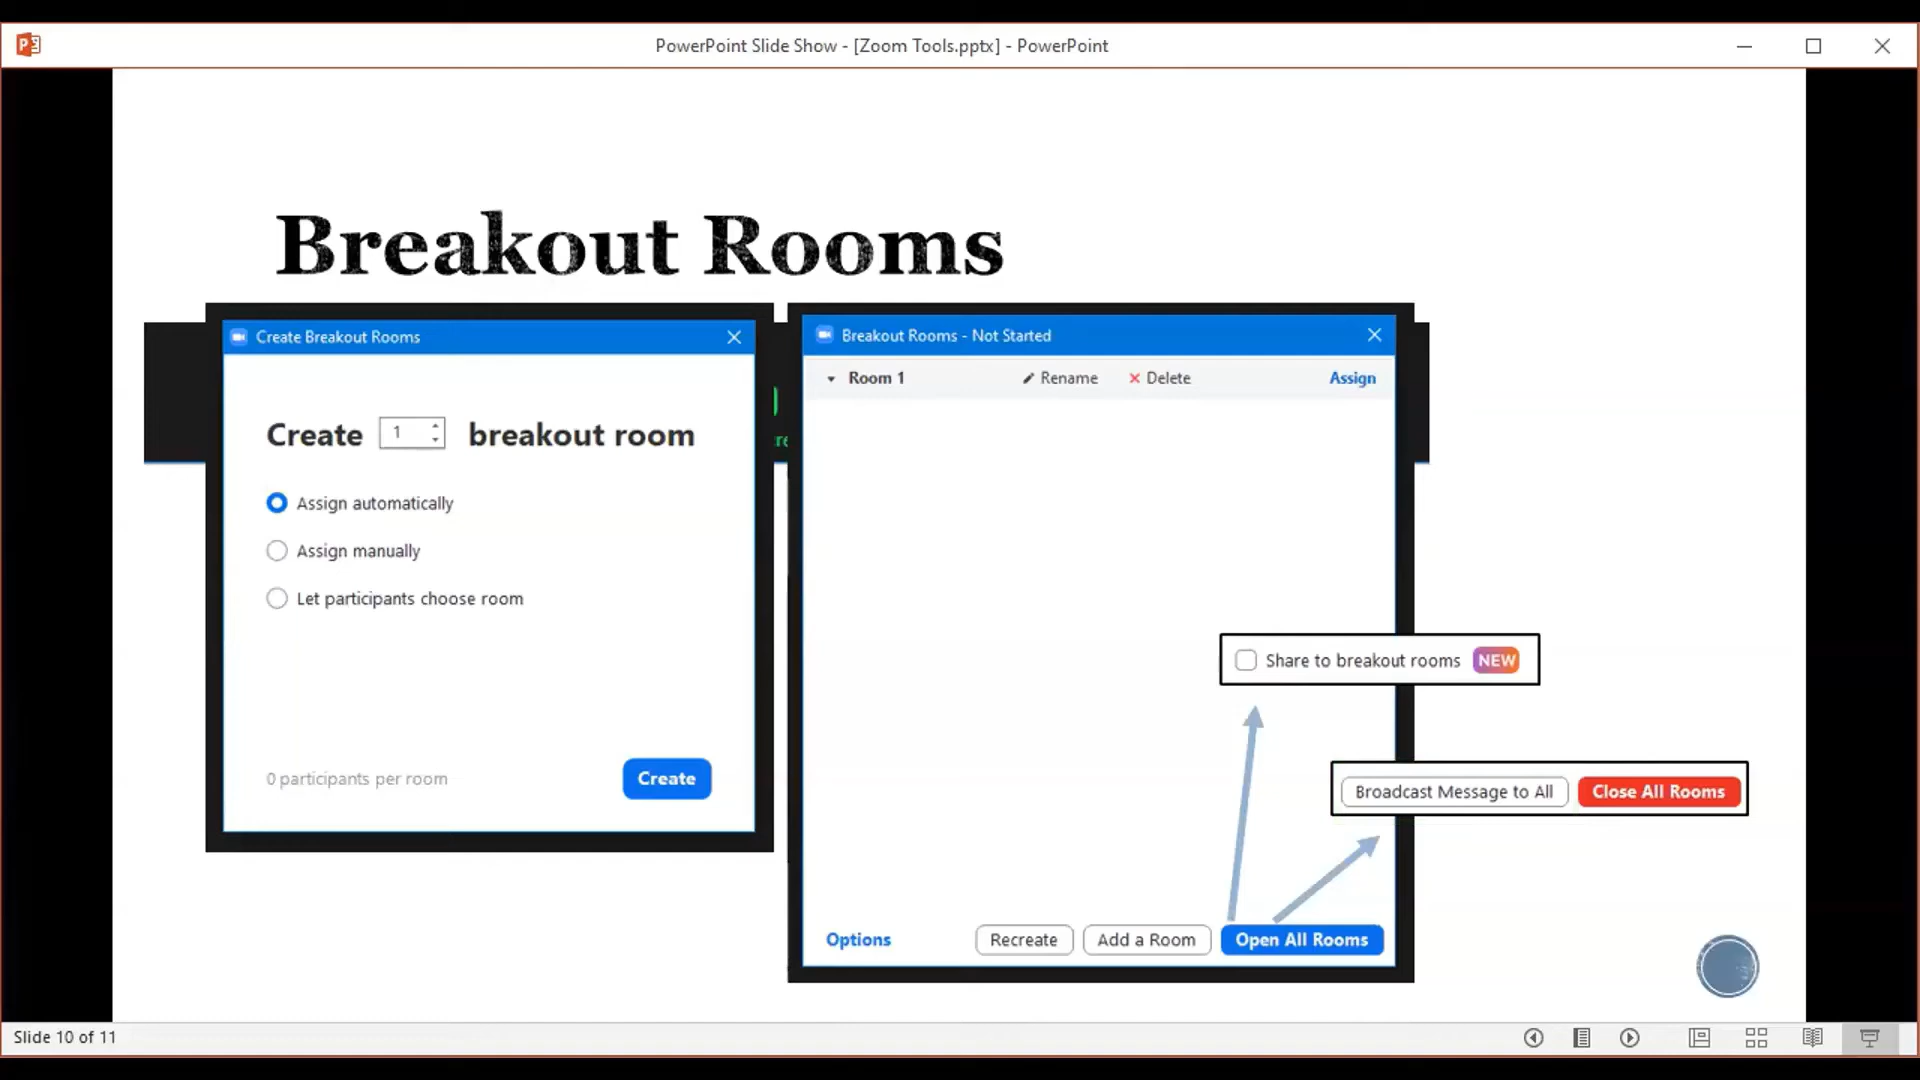 PowerPoint Slide Show - [Zoom Tools.pptx] - PowerPoint
Breakout Rooms
Create Breakout Rooms
Create 1 breakout room
Assign automatically
Assign manually
Let participants choose room
0 participants per room
Create
Breakout Rooms - Not Started
Room 1
Rename
Delete
Assign
Share to breakout rooms NEW
Broadcast Message to All
Close All Rooms
Options
Recreate
Add a Room
Open All Rooms
Slide 10 of 11